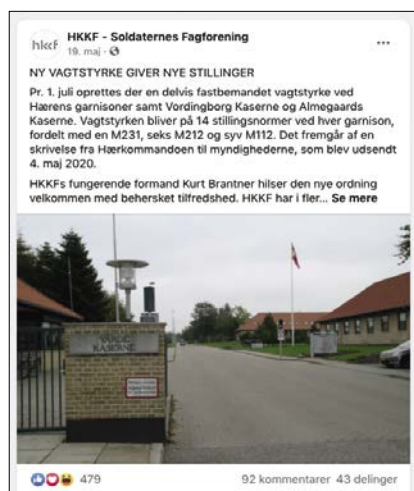 hkkf
HKKF - Soldaternes Fagforening
19. maj ·
NY VAGTSTYRKE GIVER NYE STILLINGER
Pr. 1. juli oprettes der en delvis fastbemandet vagtstyrke ved
Hærens garnisoner samt Vordingborg Kaserne og Almegaards
Kaserne. Vagtstyrken bliver på 14 stillingsnormer ved hver garnison,
fordelt med en M231, seks M212 og syv M112. Det fremgår af en
skrivelse fra Hærkommandoen til myndighederne, som blev udsendt
4. maj 2020.
HKKFs fungerende formand Kurt Brantner hilser den nye ordning
velkommen med behersket tilfredshed. HKKF har i fler... Se mere
VARDE
KASERNE
479
92 kommentarer 43 delinger